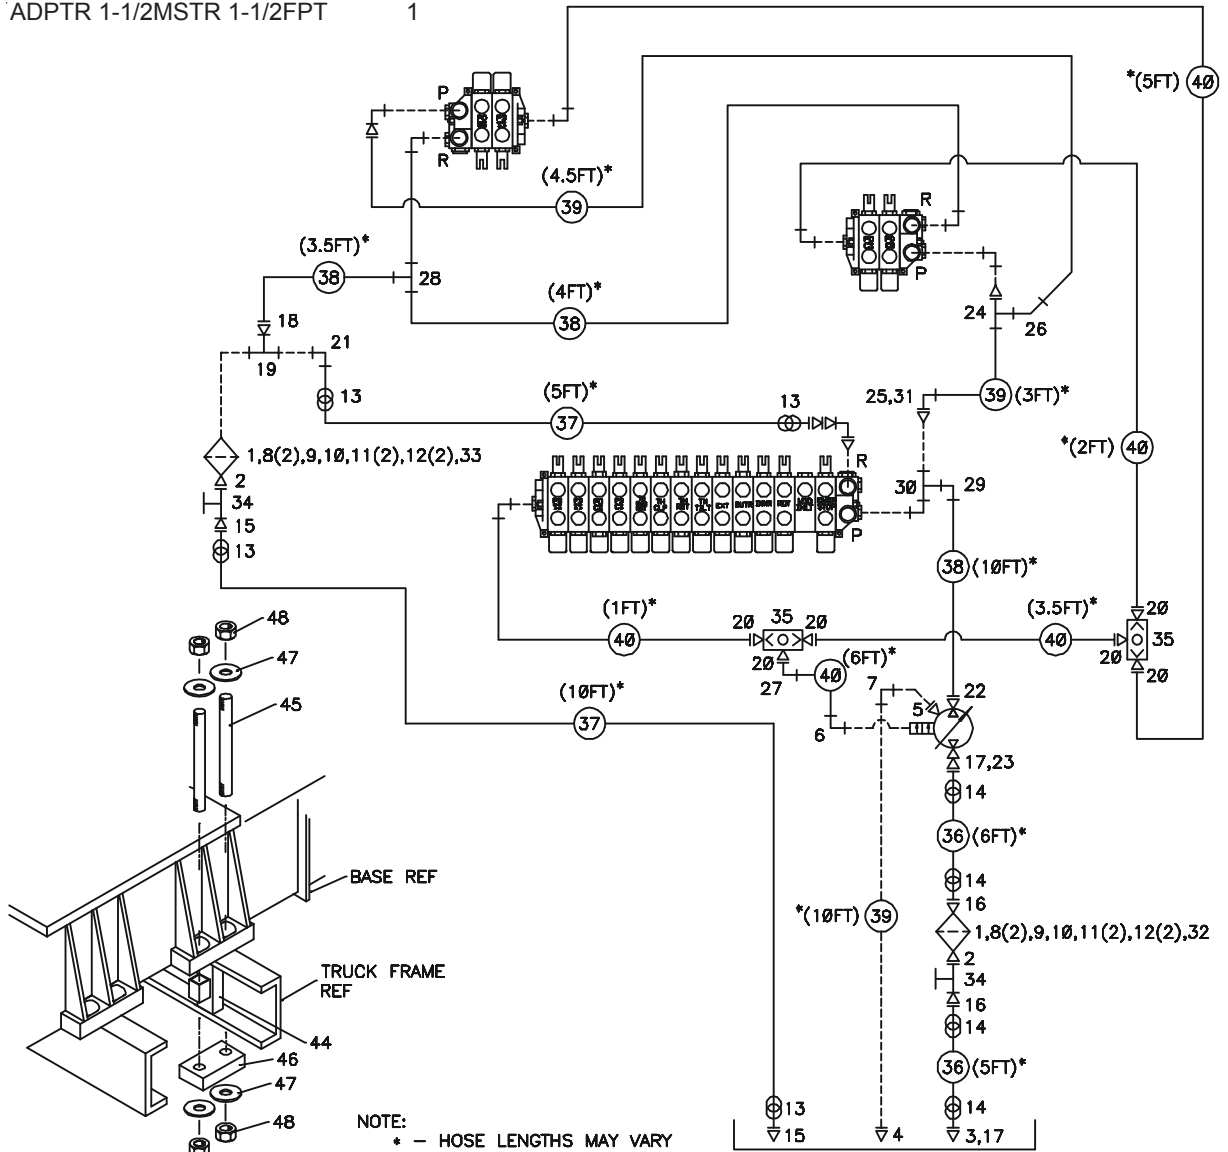 ADPTR 1-1/2MSTR 1-1/2FPT 1
*(5FT) 40
P
R
(4.5FT)*
39
R
P
(3.5FT)*
38
28
(4FT)*
38
24
26
18
19
21
13
(5FT)*
37
13
25,31
39 (3FT)*
*(2FT) 40
1,8(2),9,10,11(2),12(2),33
2
34
15
13
R
P
EXT
30
29
38 (10FT)*
(1FT)*
40
20 35 20
20
27
(6FT)*
40
6
7
5
22
(3.5FT)*
40
20
35
20
20
(10FT)*
37
17,23
14
36 (6FT)*
14
16
1,8(2),9,10,11(2),12(2),32
2
34
16
14
36 (5FT)*
14
3,17
*(10FT) 39
4
13
15
48
47
45
BASE REF
TRUCK FRAME
REF
44
46
47
48
NOTE:
* – HOSE LENGTHS MAY VARY